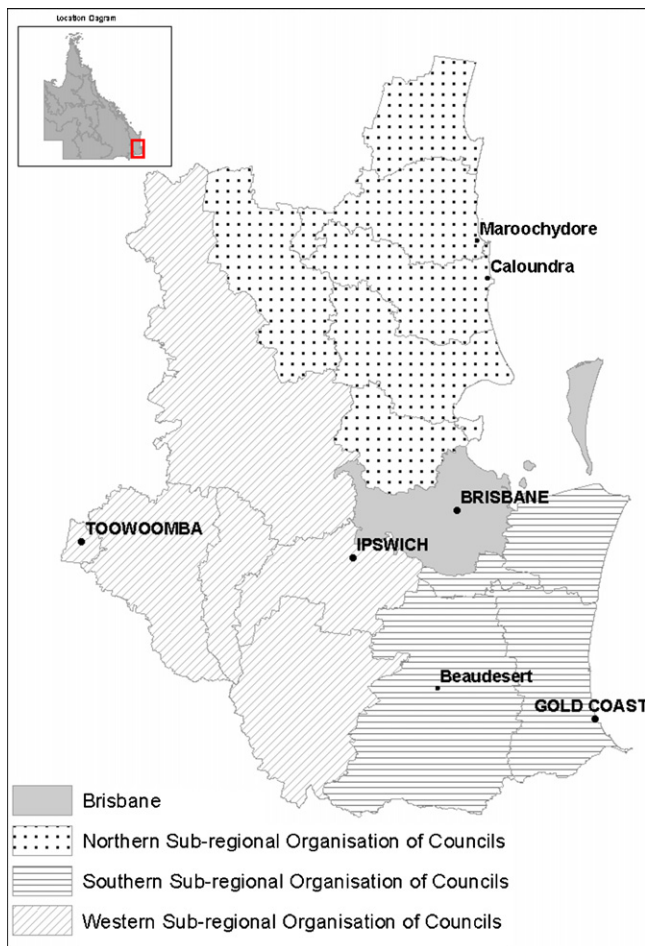 Location Diagram
Maroochydore
Caloundra
BRISBANE
TOOWOOMBA
IPSWICH
Beaudesert
GOLD COAST
Brisbane
Northern Sub-regional Organisation of Councils
Southern Sub-regional Organisation of Councils
Western Sub-regional Organisation of Councils